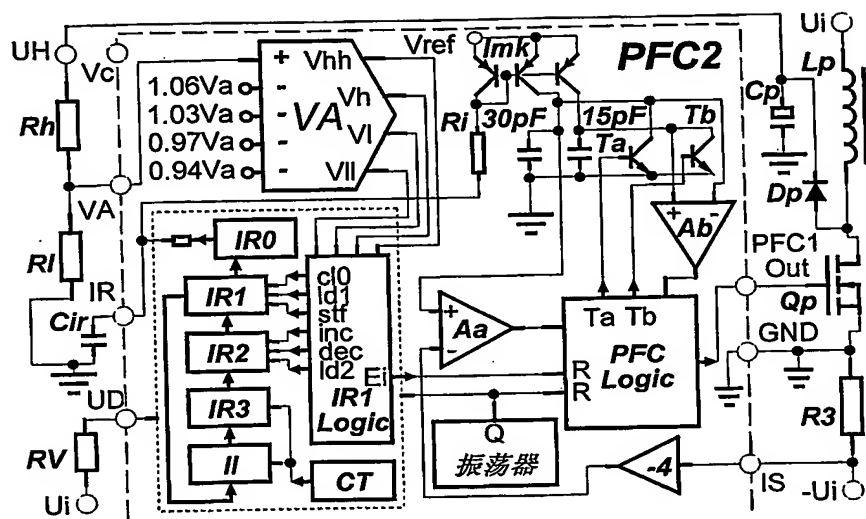 UH
Vc
Vref
Imk
PFC2
Ui
Lp
Cp
+
Vhh
1.06Va
-
VA
Vh
1.03Va
-
Vl
0.97Va
-
0.94Va
-
Vll
Rh
Ri
30pF
15pF
Ta
Tb
Dp
VA
+
-
Ab
Rl
IR0
IR
cl0
IR1
ld1
stf
Cir
inc
IR2
dec
ld2
Ei
IR1
Logic
+
-
Aa
Ta
Tb
PFC
Logic
R
R
PFC1
Out
Qp
GND
UD
IR3
RV
II
CT
Ui
Q
振荡器
-4
R3
IS
-Ui